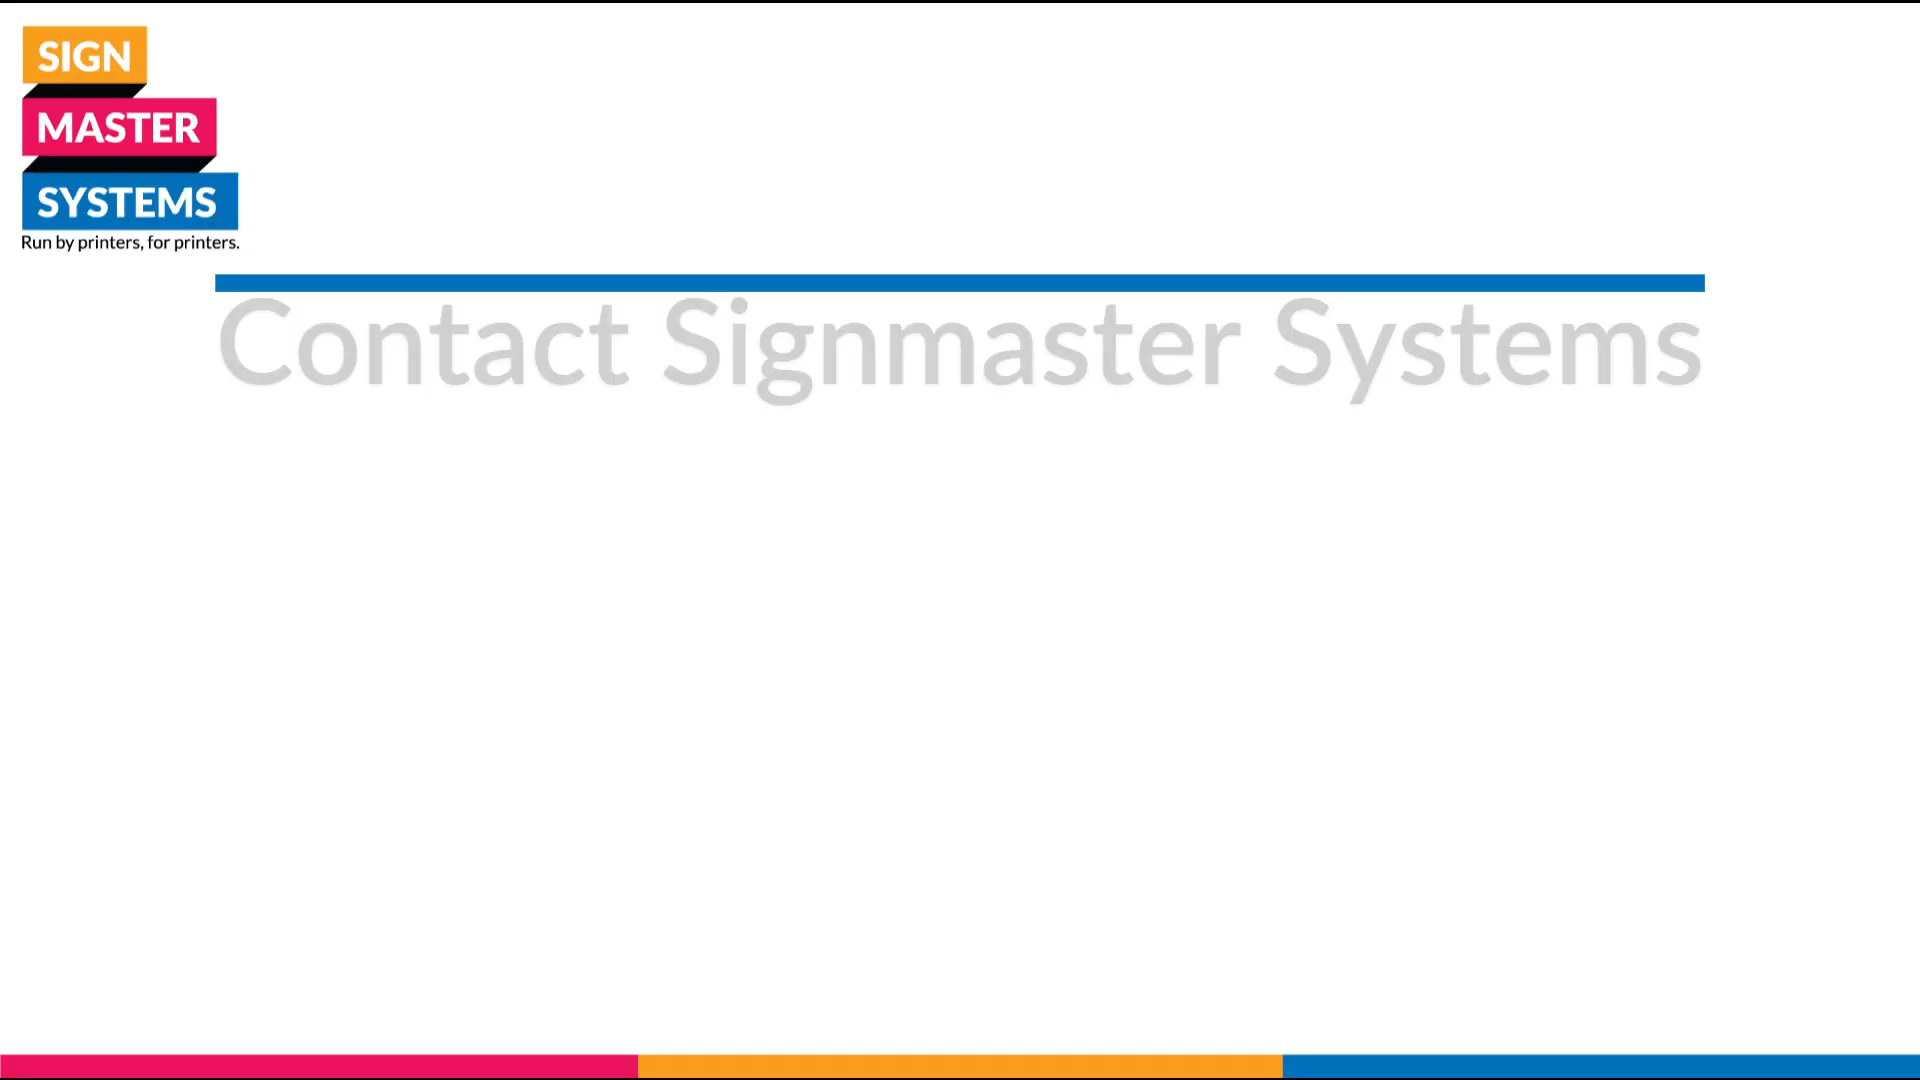 SIGN
MASTER
SYSTEMS
Run by printers, for printers.
Contact Signmaster Systems